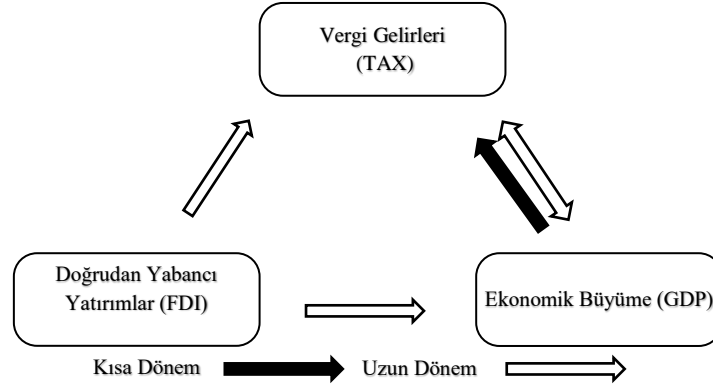 Vergi Gelirleri
(TAX)
Doğrudan Yabancı
Yatırımlar (FDI)
Ekonomik Büyüme (GDP)
Kısa Dönem
Uzun Dönem